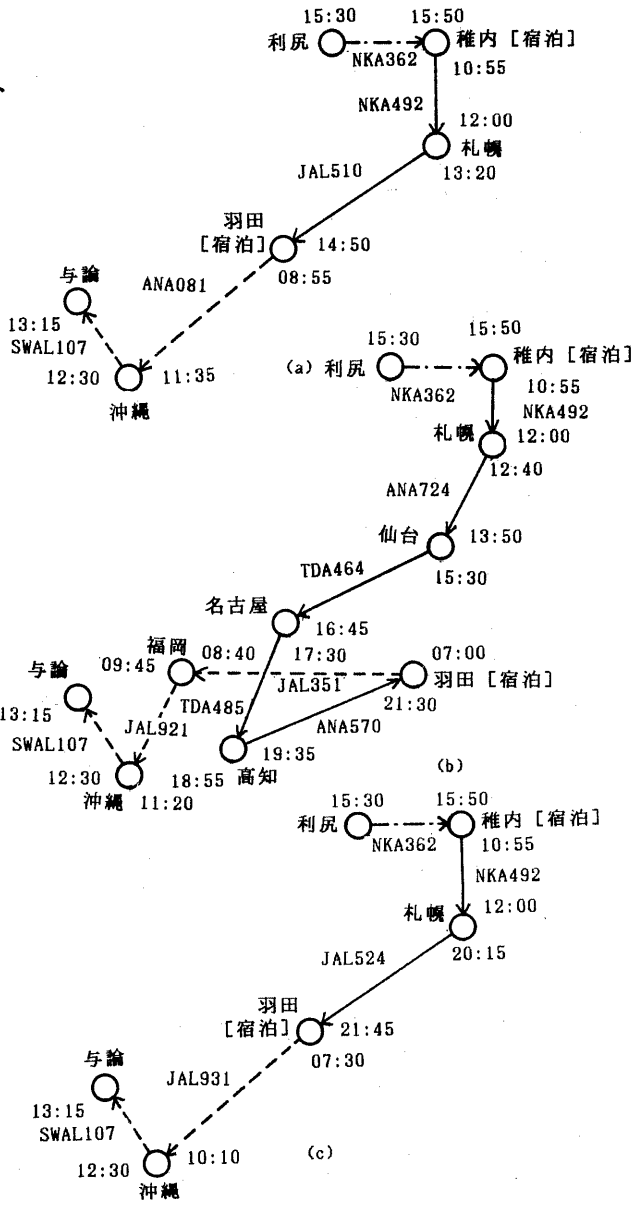 15:30 15:50
利尻 稚内［宿泊］
NKA362 10:55
NKA492
12:00
札幌
JAL510 13:20
羽田
［宿泊］ 14:50
与論 ANA081 08:55
13:15
SWAL107
12:30 11:35
沖縄
15:30 15:50
(a) 利尻 稚内［宿泊］
NKA362 10:55
NKA492
札幌 12:00
12:40
ANA724
仙台 13:50
TDA464 15:30
名古屋
16:45
福岡 07:00
与論 09:45 08:40 17:30
JAL351 羽田［宿泊］
13:15 TDA485 21:30
SWAL107 JAL921 ANA570
19:35
12:30 18:55 高知 (b)
沖縄 11:20
15:30 15:50
利尻 稚内［宿泊］
NKA362 10:55
NKA492
札幌 12:00
JAL524 20:15
羽田
［宿泊］ 21:45
与論 JAL931 07:30
13:15
SWAL107
12:30 10:10 (c)
沖縄